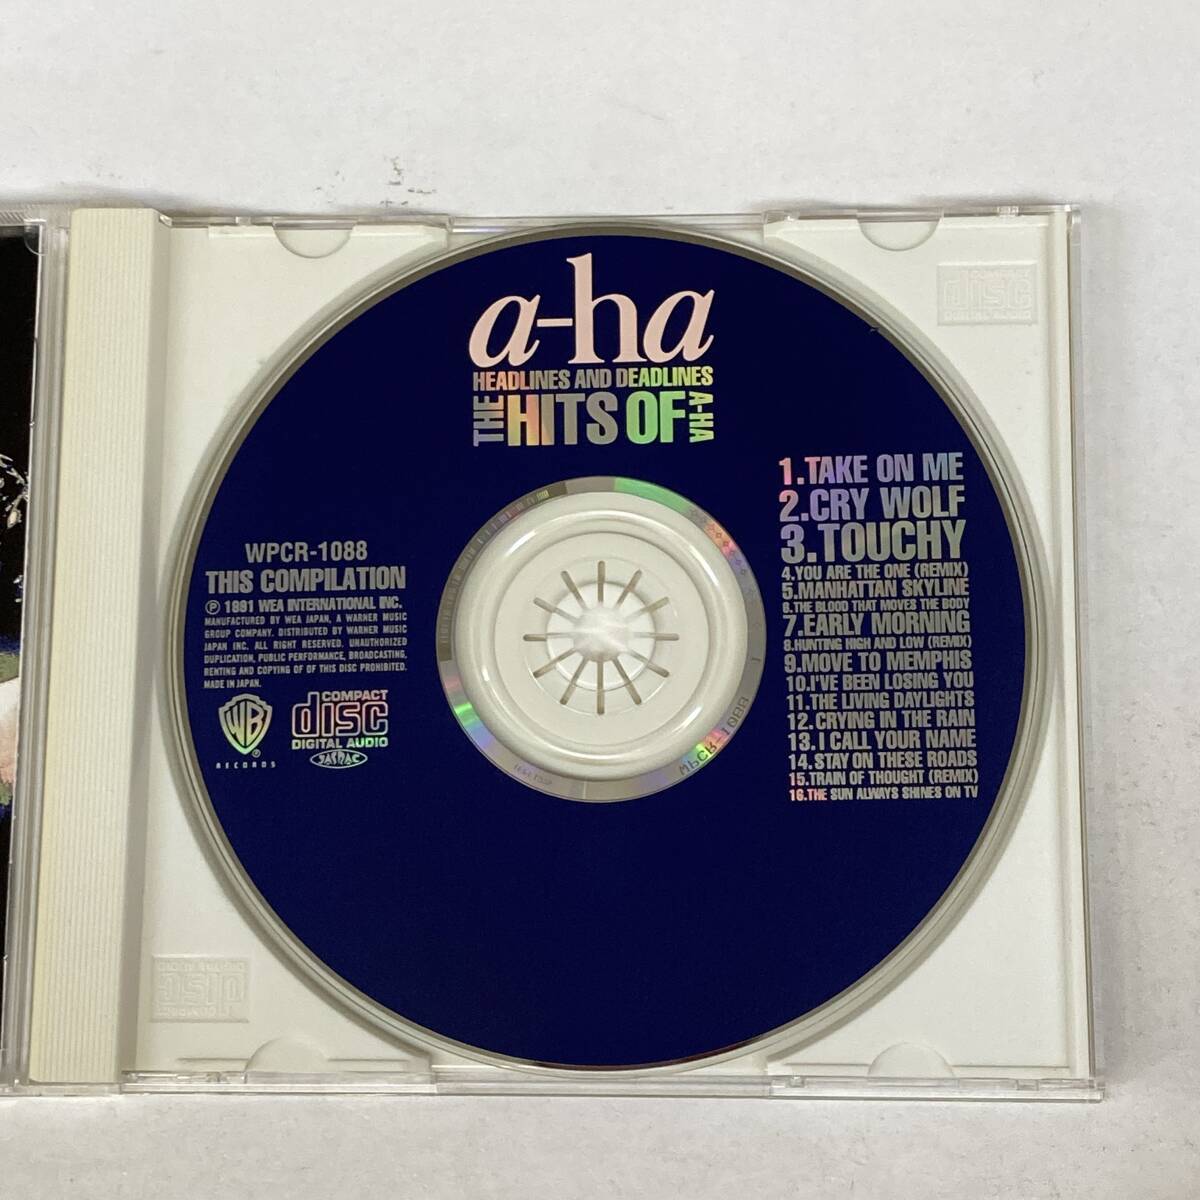 a-ha
HEADLINES AND DEADLINES
THE HITS OF A-HA
1.TAKE ON ME
2.CRY WOLF
3.TOUCHY
4.YOU ARE THE ONE (REMIX)
5.MANHATTAN SKYLINE
6.THE BLOOD THAT MOVES THE BODY
7.EARLY MORNING
8.HUNTING HIGH AND LOW (REMIX)
9.MOVE TO MEMPHIS
10.I'VE BEEN LOSING YOU
11.THE LIVING DAYLIGHTS
12.CRYING IN THE RAIN
13.I CALL YOUR NAME
14.STAY ON THESE ROADS
15.TRAIN OF THOUGHT (REMIX)
16.THE SUN ALWAYS SHINES ON TV
WPCR-1088
THIS COMPILATION
℗ 1991 WEA INTERNATIONAL INC.
MANUFACTURED BY WEA JAPAN, A WARNER MUSIC
GROUP COMPANY. DISTRIBUTED BY WARNER MUSIC
JAPAN INC. ALL RIGHT RESERVED. UNAUTHORIZED
DUPLICATION, PUBLIC PERFORMANCE, BROADCASTING,
RENTING AND COPYING OF OF THIS DISC PROHIBITED.
MADE IN JAPAN.
WB
RECORDS
COMPACT
disc
DIGITAL AUDIO
JASRAC
WPCR-1088
COMPACT
disc
DIGITAL AUDIO
COMPACT
disc
DIGITAL AUDIO